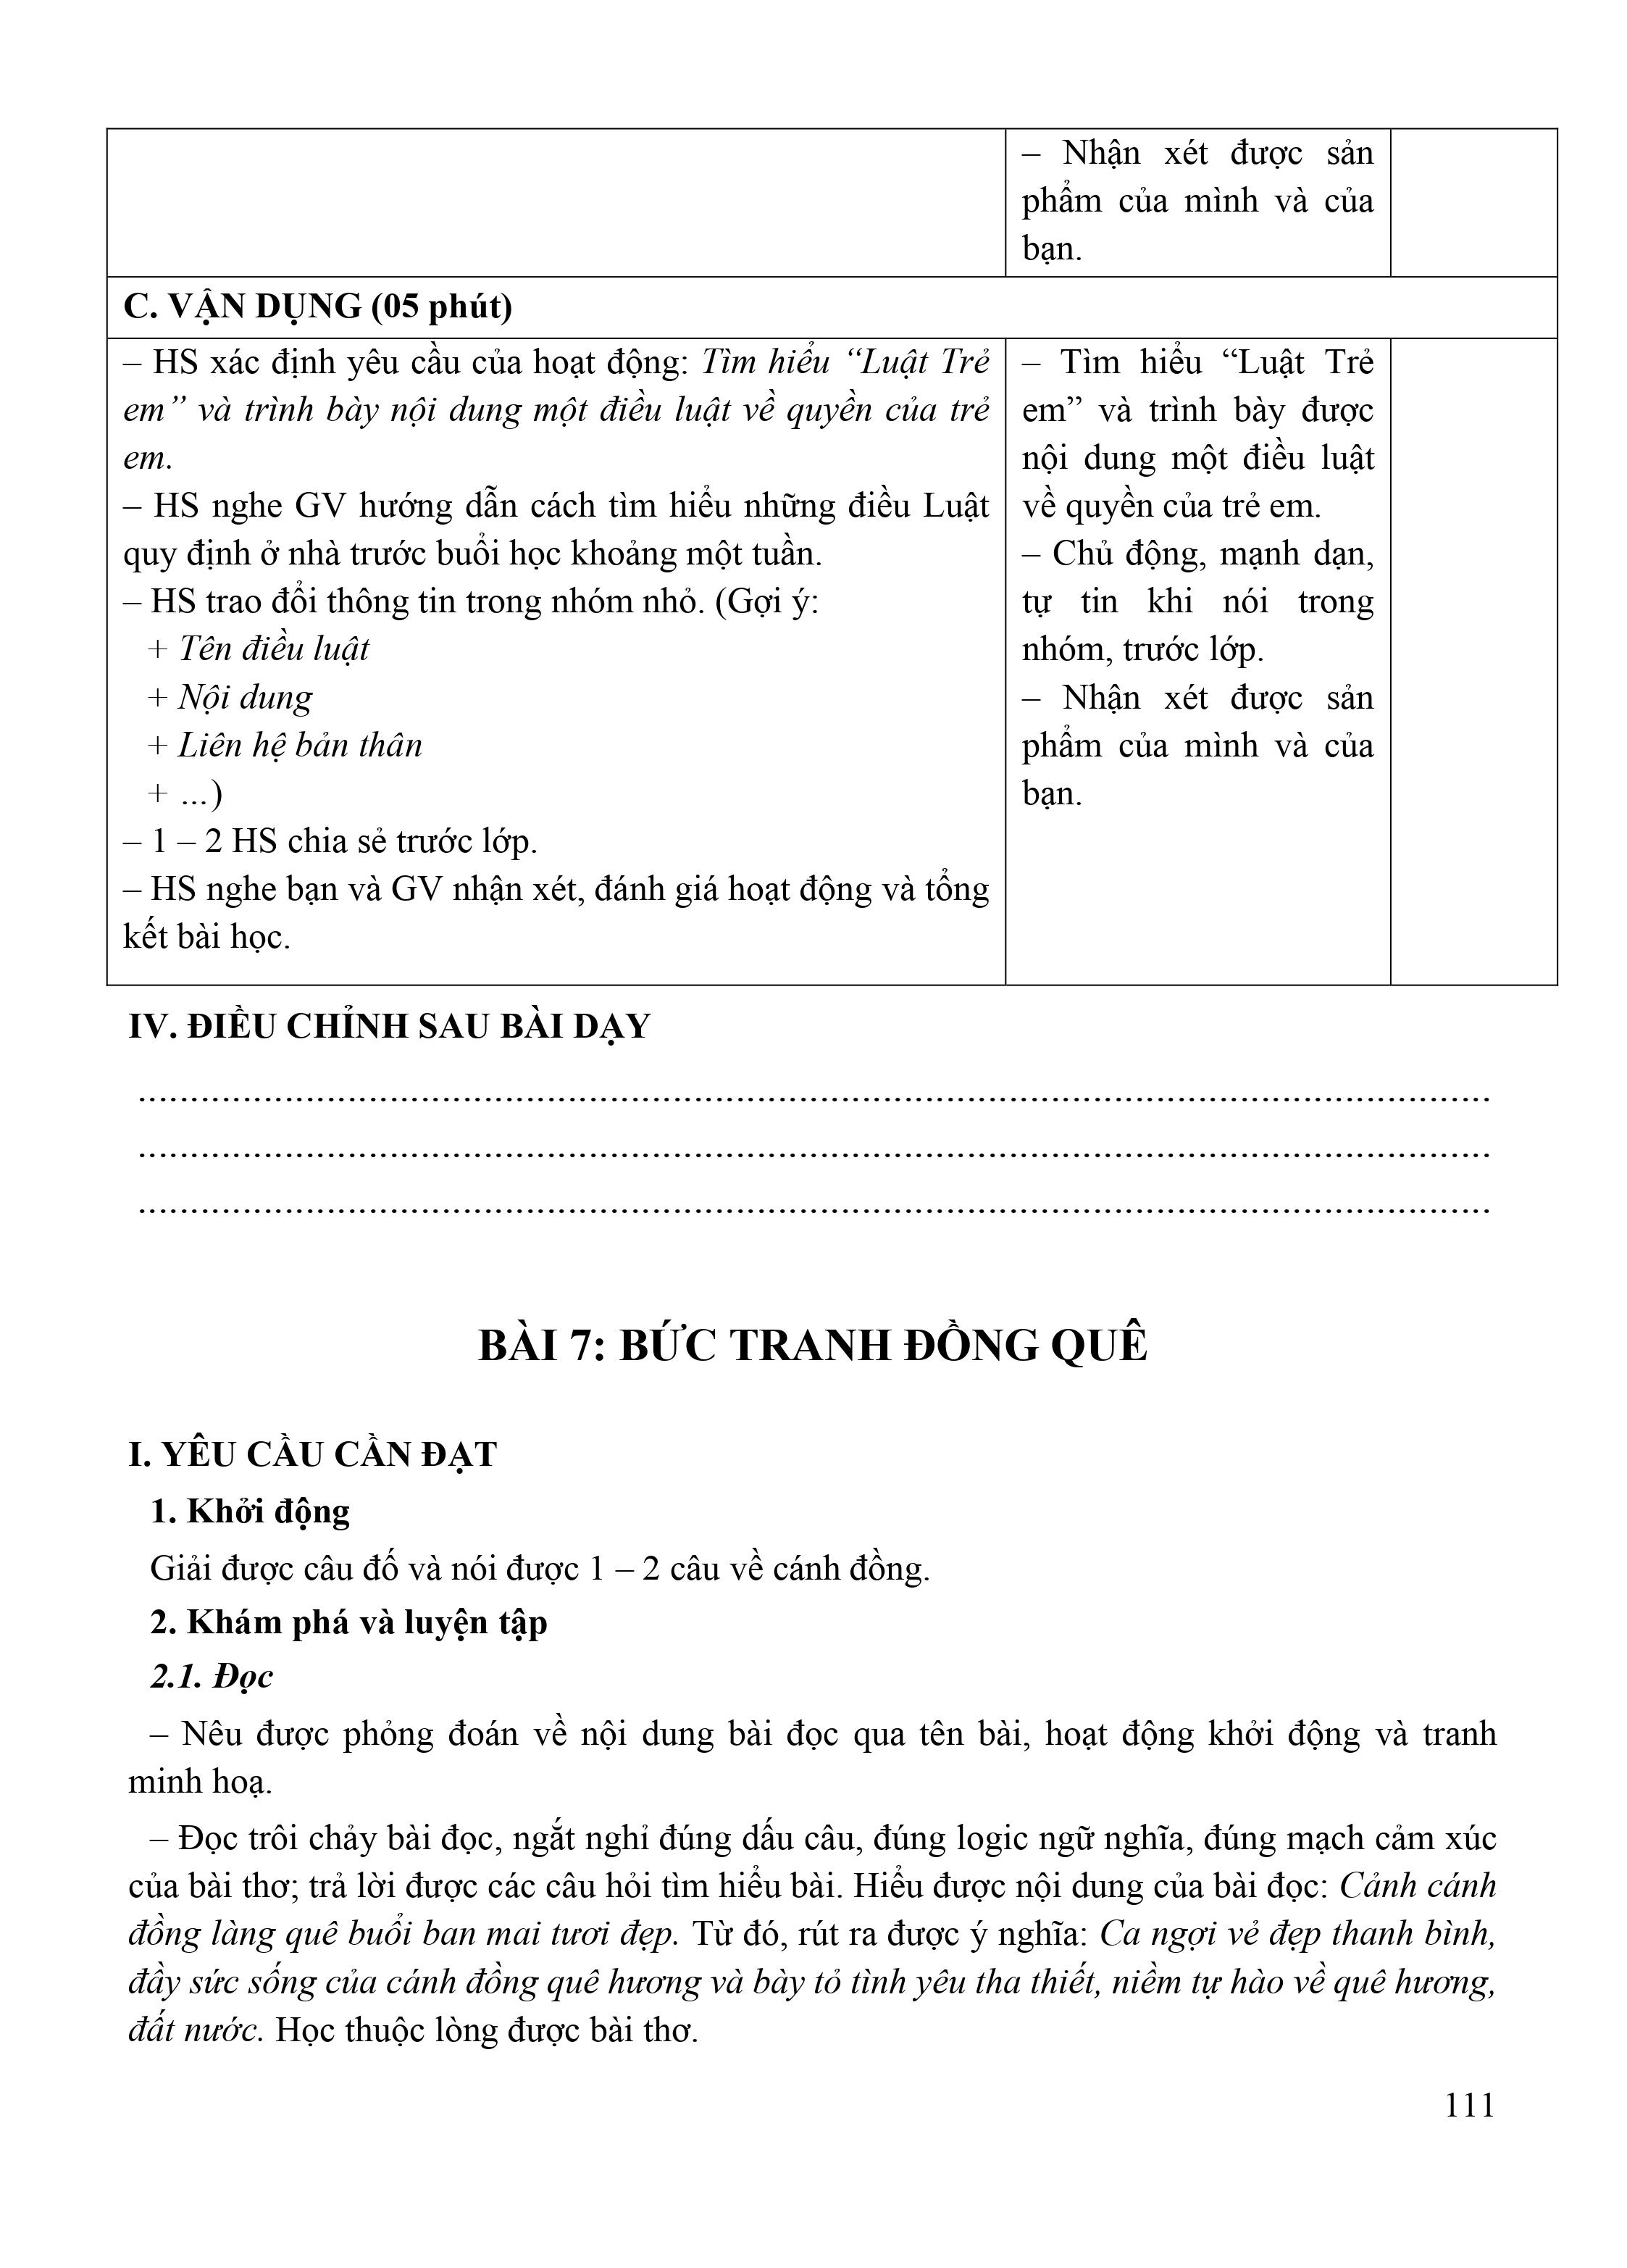 – Nhận xét được sản
phẩm của mình và của
bạn.
C. VẬN DỤNG (05 phút)
– HS xác định yêu cầu của hoạt động: Tìm hiểu “Luật Trẻ
em” và trình bày nội dung một điều luật về quyền của trẻ
em.
– HS nghe GV hướng dẫn cách tìm hiểu những điều Luật
quy định ở nhà trước buổi học khoảng một tuần.
– HS trao đổi thông tin trong nhóm nhỏ. (Gợi ý:
+ Tên điều luật
+ Nội dung
+ Liên hệ bản thân
+ …)
– 1 – 2 HS chia sẻ trước lớp.
– HS nghe bạn và GV nhận xét, đánh giá hoạt động và tổng
kết bài học.
– Tìm hiểu “Luật Trẻ
em” và trình bày được
nội dung một điều luật
về quyền của trẻ em.
– Chủ động, mạnh dạn,
tự tin khi nói trong
nhóm, trước lớp.
– Nhận xét được sản
phẩm của mình và của
bạn.
IV. ĐIỀU CHỈNH SAU BÀI DẠY
....................................................................................................................................
....................................................................................................................................
....................................................................................................................................
BÀI 7: BỨC TRANH ĐỒNG QUÊ
I. YÊU CẦU CẦN ĐẠT
1. Khởi động
Giải được câu đố và nói được 1 – 2 câu về cánh đồng.
2. Khám phá và luyện tập
2.1. Đọc
– Nêu được phỏng đoán về nội dung bài đọc qua tên bài, hoạt động khởi động và tranh
minh hoạ.
– Đọc trôi chảy bài đọc, ngắt nghỉ đúng dấu câu, đúng logic ngữ nghĩa, đúng mạch cảm xúc
của bài thơ; trả lời được các câu hỏi tìm hiểu bài. Hiểu được nội dung của bài đọc: Cảnh cánh
đồng làng quê buổi ban mai tươi đẹp. Từ đó, rút ra được ý nghĩa: Ca ngợi vẻ đẹp thanh bình,
đầy sức sống của cánh đồng quê hương và bày tỏ tình yêu tha thiết, niềm tự hào về quê hương,
đất nước. Học thuộc lòng được bài thơ.
111